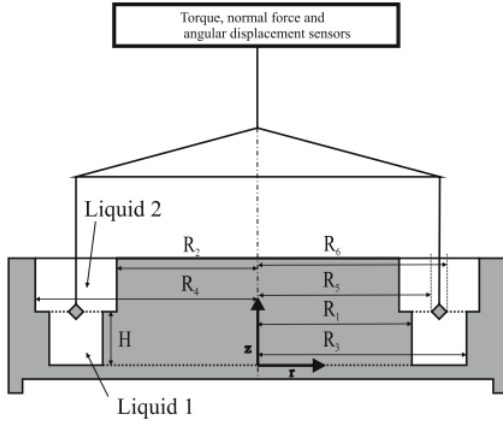 Torque, normal force and
angular displacement sensors
Liquid 2
R₂
R₆
R₄
R₅
R₁
H
R₃
z
r
Liquid 1